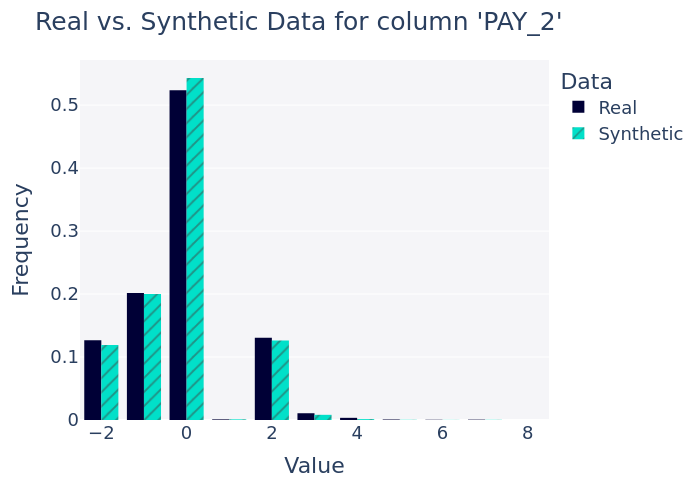 Real vs. Synthetic Data for column 'PAY_2'
Data
Real
Synthetic
Frequency
0.5
0.4
0.3
0.2
0.1
0
−2 0 2 4 6 8
Value